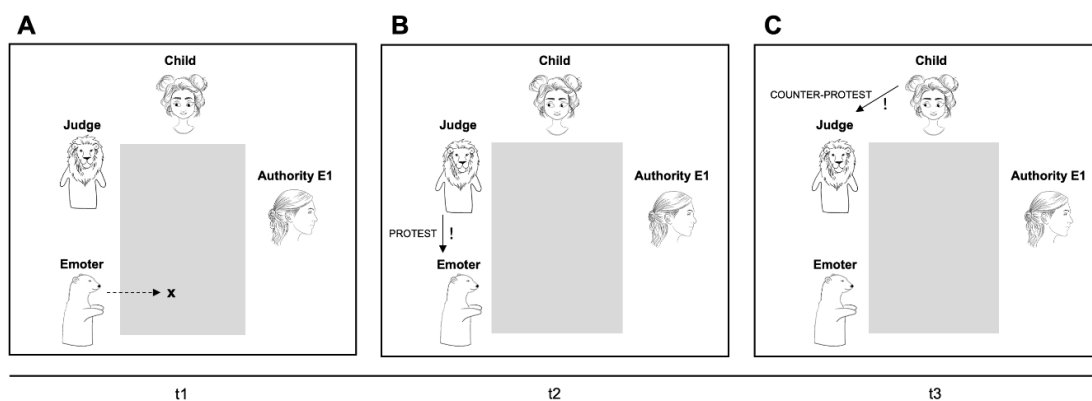 A
Child
Judge
Authority E1
Emoter
x
B
Child
Judge
Authority E1
PROTEST !
Emoter
C
Child
COUNTER-PROTEST !
Judge
Authority E1
Emoter
t1
t2
t3